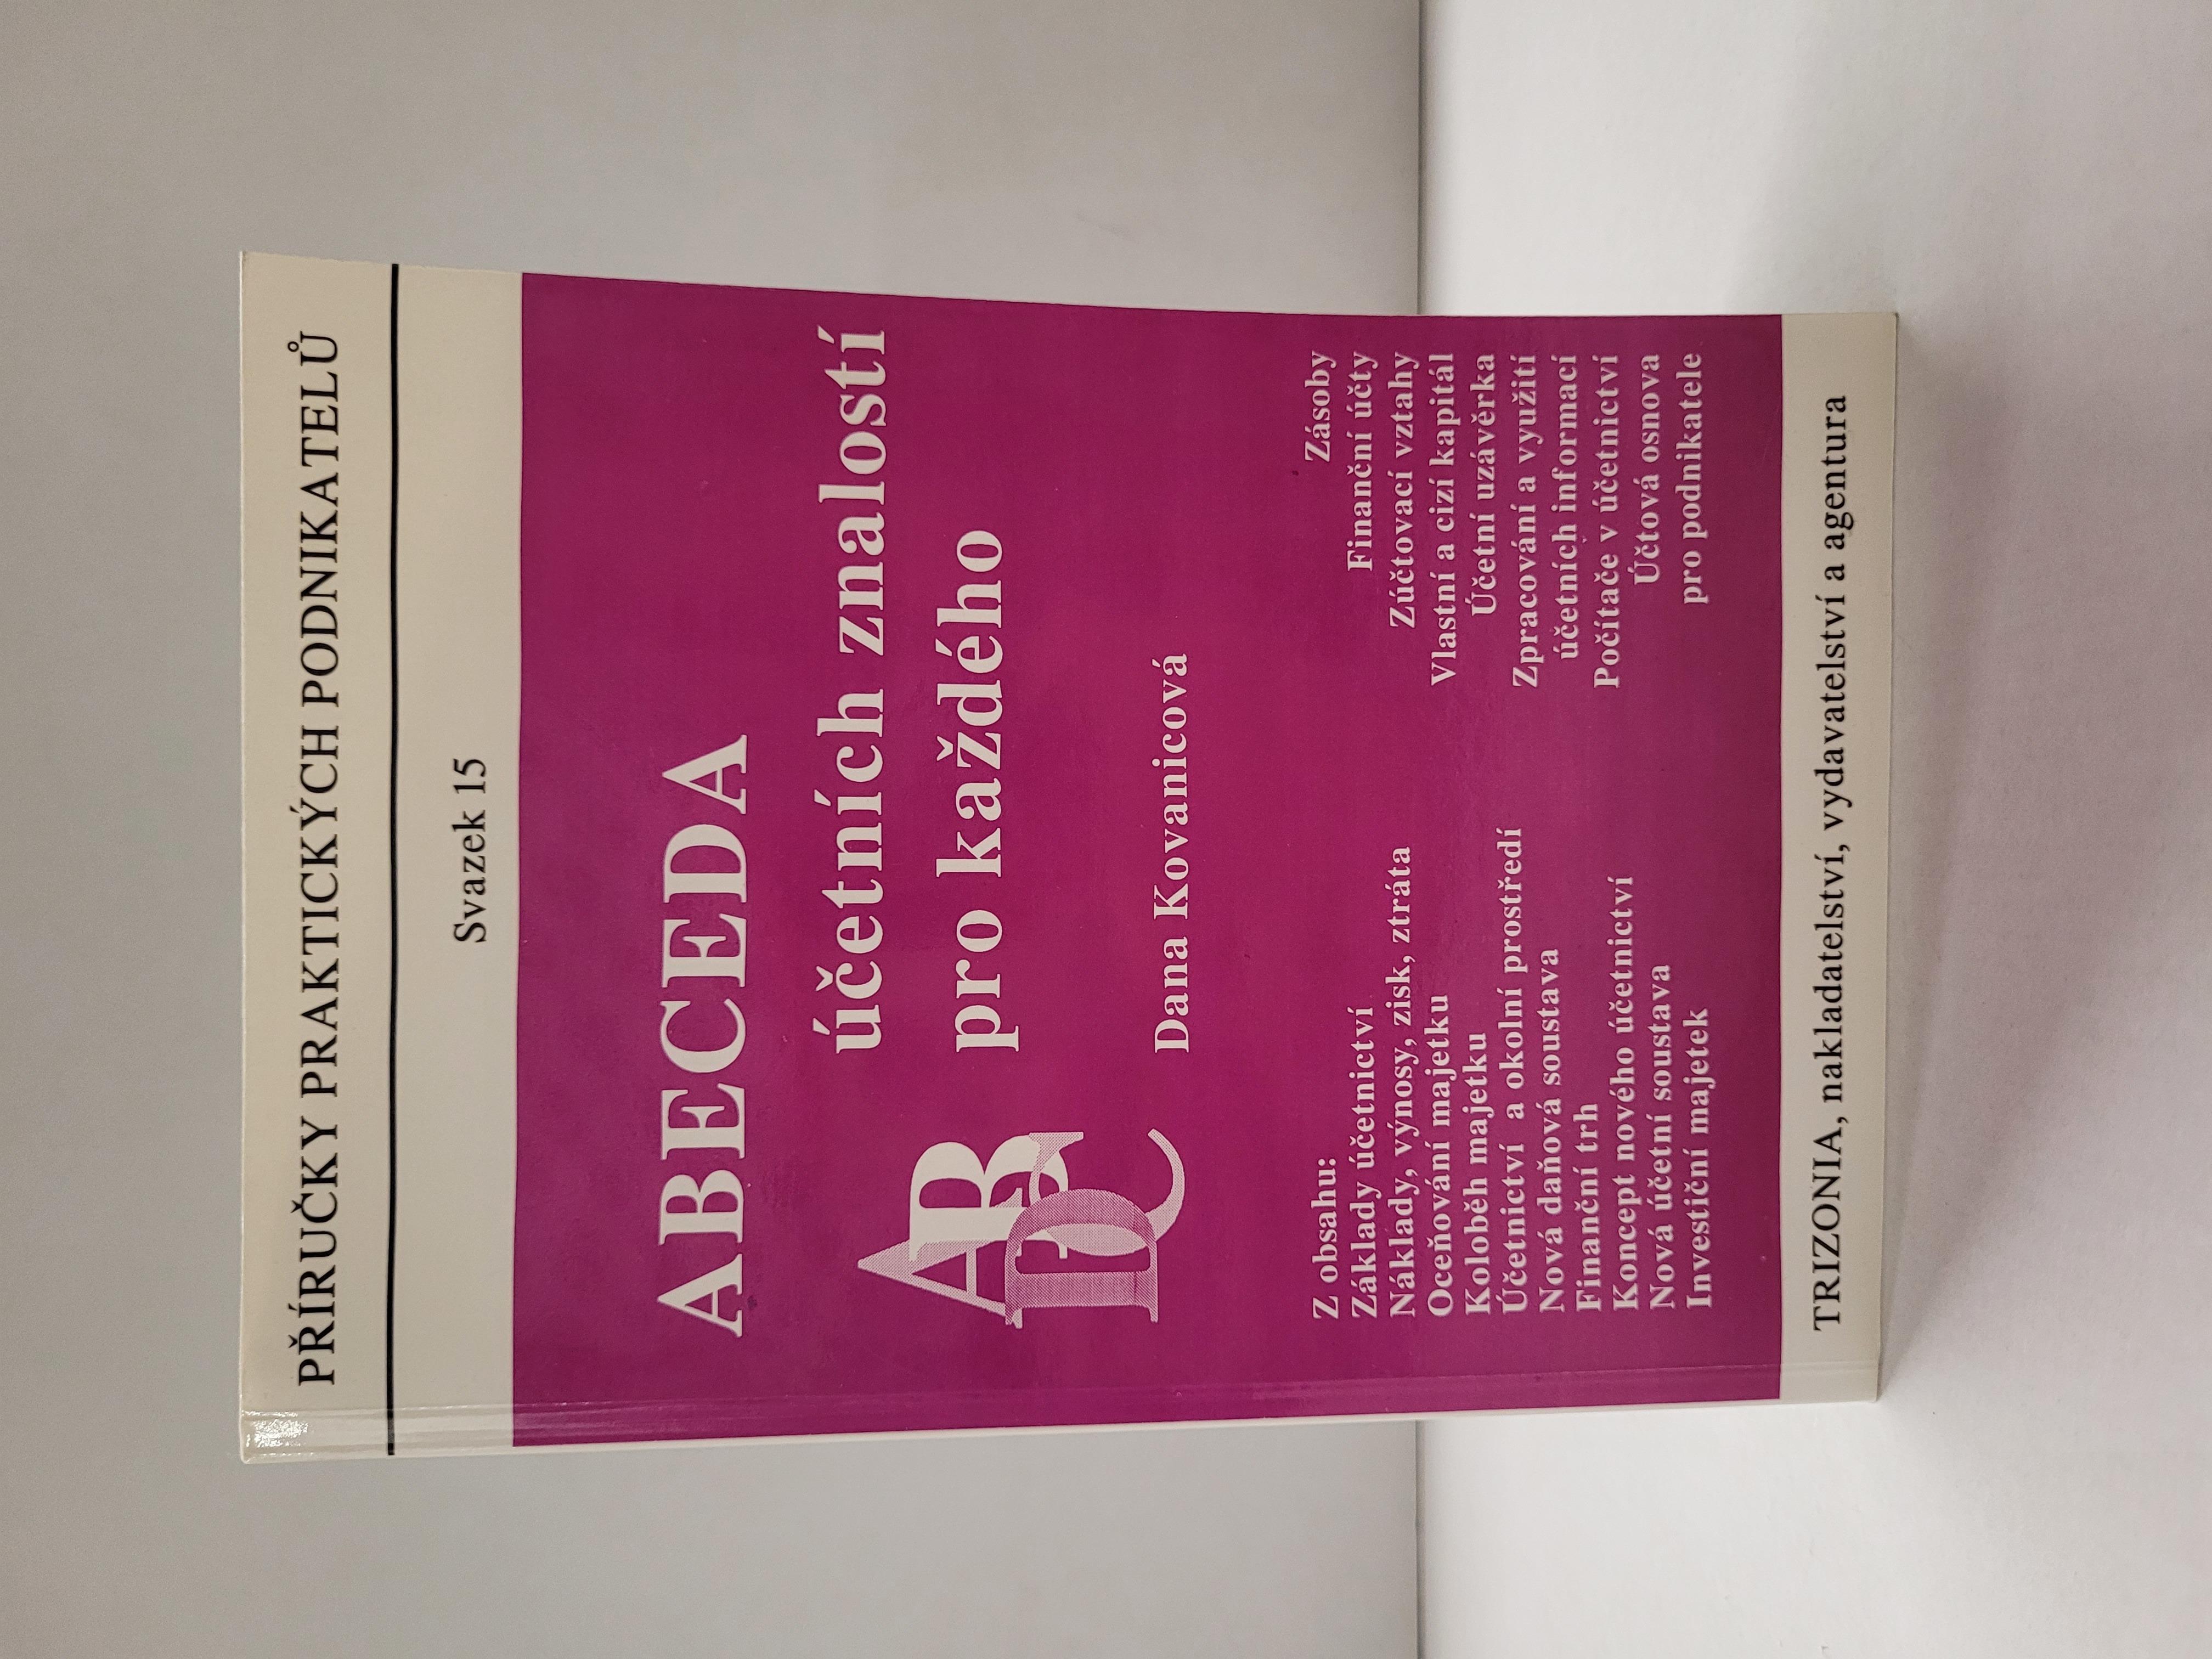 PŘÍRUČKY PRAKTICKÝCH PODNIKATELŮ
Svazek 15
ABECEDA
účetních znalostí
pro každého
Dana Kovanicová
Z obsahu:
Základy účetnictví
Náklady, výnosy, zisk, ztráta
Oceňování majetku
Koloběh majetku
Účetnictví a okolní prostředí
Nová daňová soustava
Finanční trh
Koncept nového účetnictví
Nová účetní soustava
Investiční majetek
Zásoby
Finanční účty
Zúčtovací vztahy
Vlastní a cizí kapitál
Účetní uzávěrka
Zpracování a využití
účetních informací
Počítače v účetnictví
Účtová osnova
pro podnikatele
TRIZONIA, nakladatelství, vydavatelství a agentura